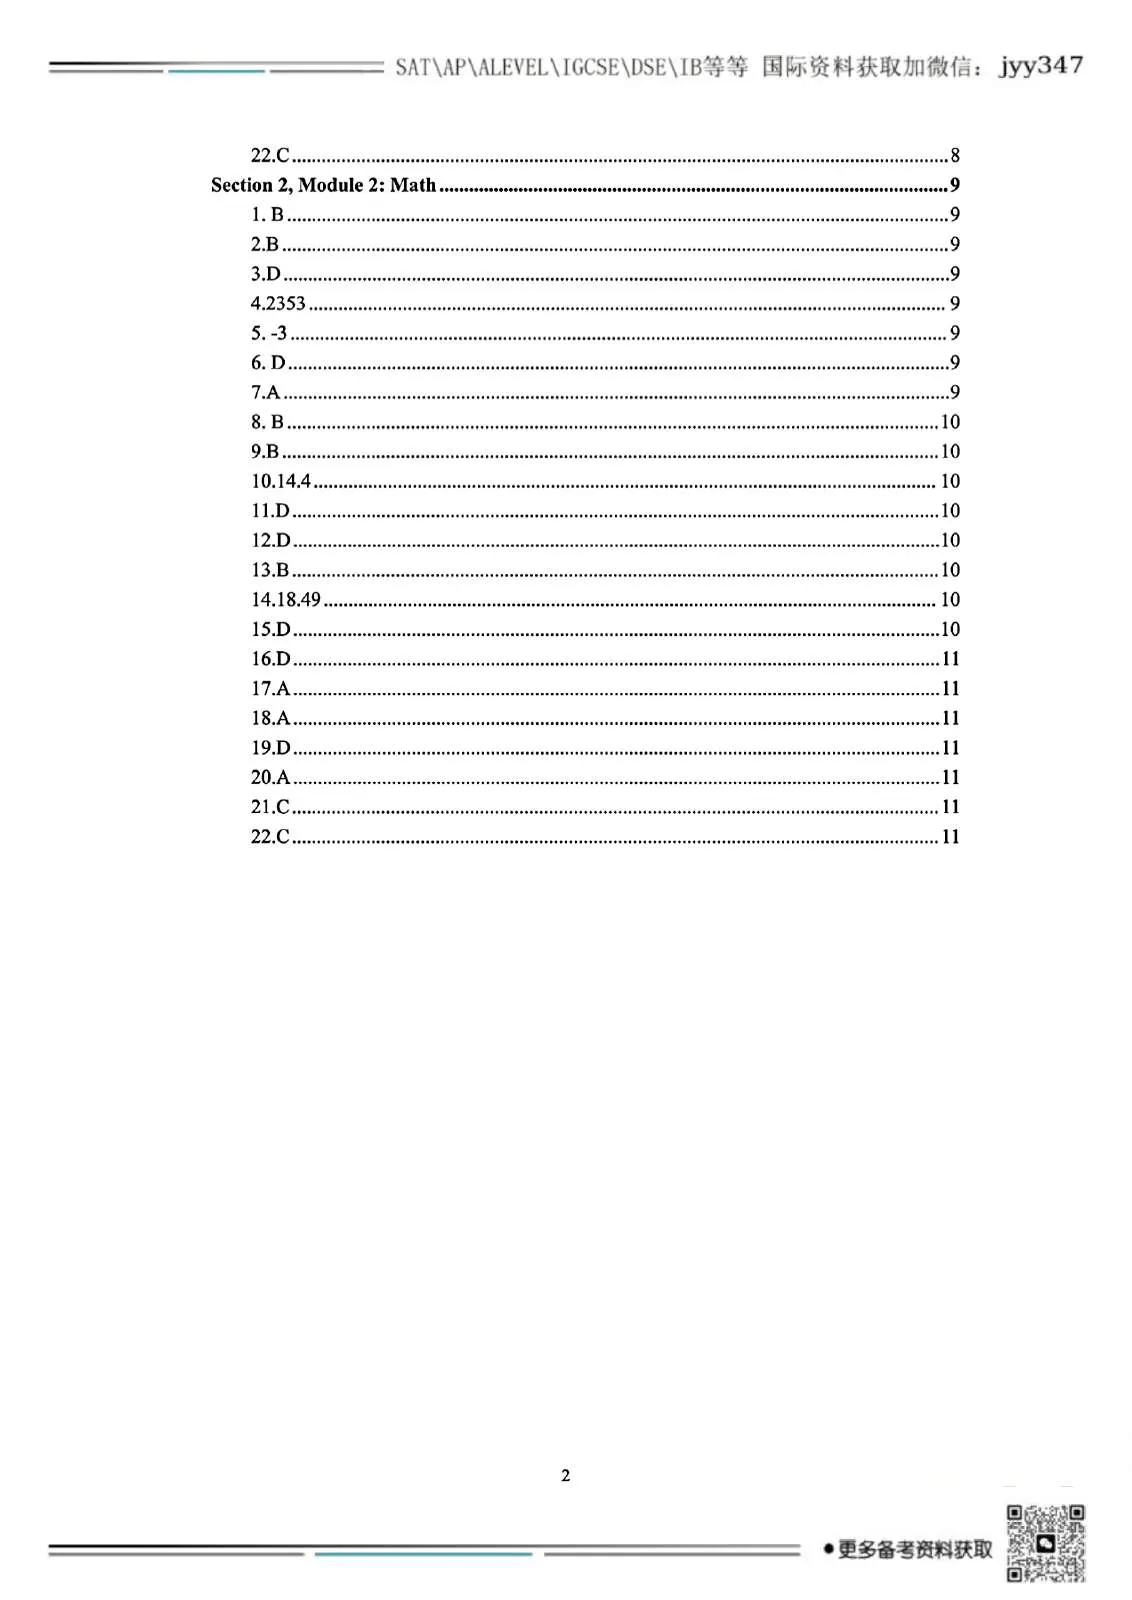 SAT\AP\ALEVEL\IGCSE\DSE\IB等等 国际资料获取加微信: jyy347
22.C........................................8
Section 2, Module 2: Math........................................9
1. B........................................9
2.B........................................9
3.D........................................9
4.2353........................................9
5. -3........................................9
6. D........................................9
7.A........................................9
8. B........................................10
9.B........................................10
10.14.4........................................10
11.D........................................10
12.D........................................10
13.B........................................10
14.18.49........................................10
15.D........................................10
16.D........................................11
17.A........................................11
18.A........................................11
19.D........................................11
20.A........................................11
21.C........................................11
22.C........................................11
2
●更多备考资料获取